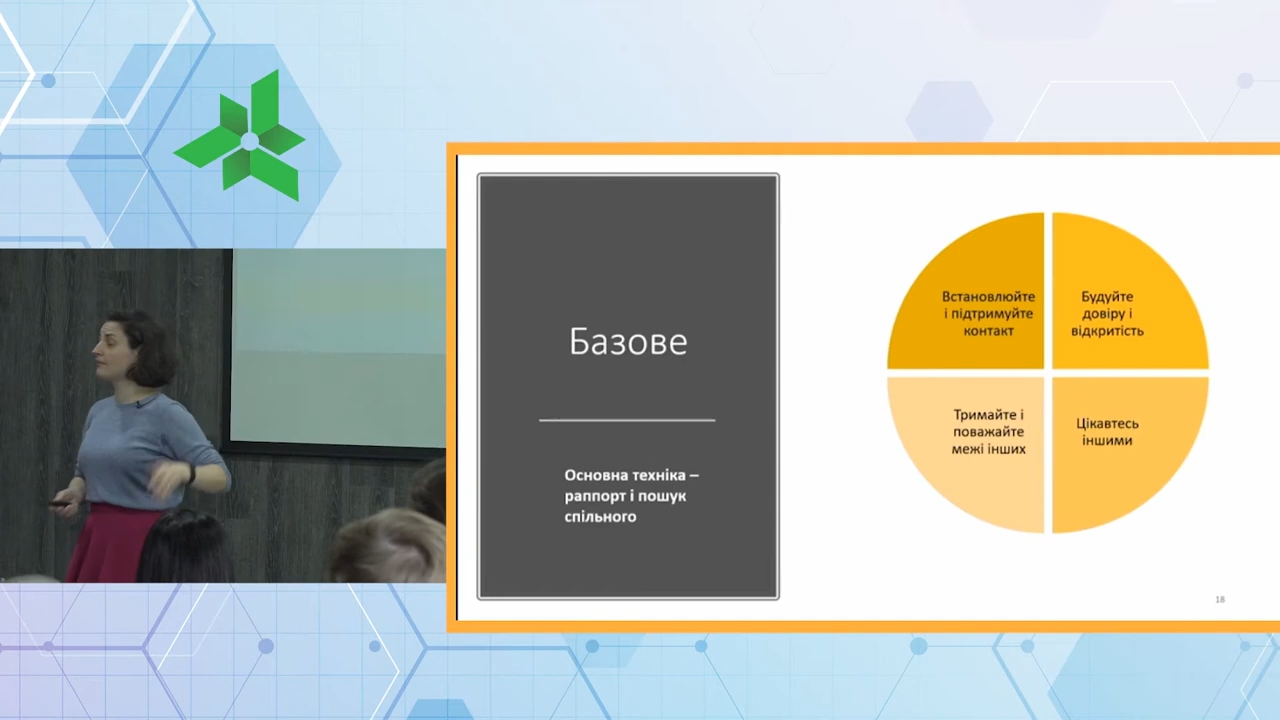 Базове
Основна техніка –
раппорт і пошук
спільного
Встановлюйте
і підтримуйте
контакт
Будуйте
довіру і
відкритість
Тримайте і
поважайте
межі інших
Цікавтесь
іншими
18